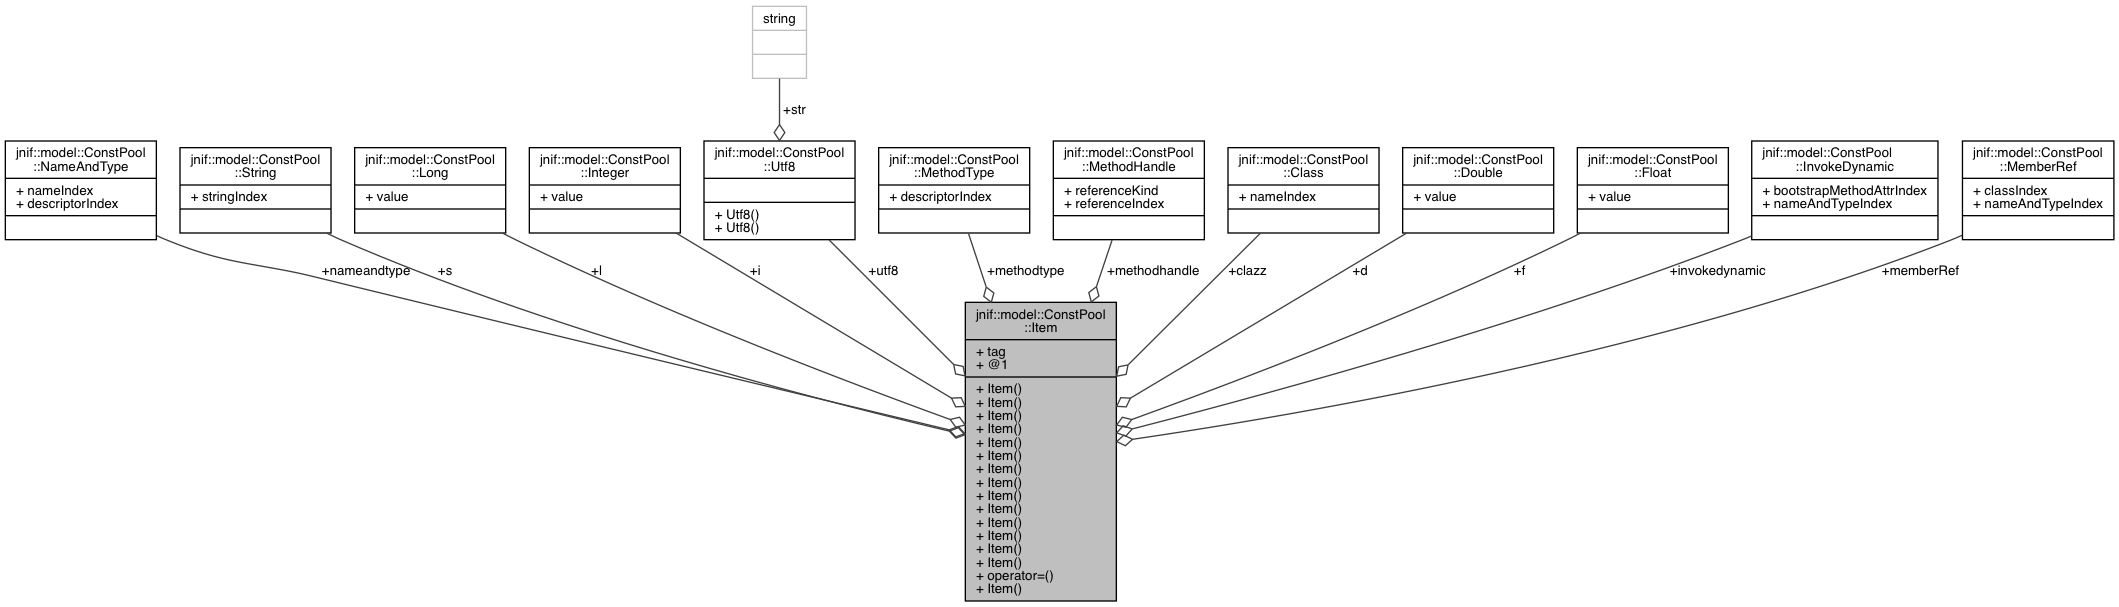 string
+str
jnif::model::ConstPool
::NameAndType
+ nameIndex
+ descriptorIndex
jnif::model::ConstPool
::String
+ stringIndex
jnif::model::ConstPool
::Long
+ value
jnif::model::ConstPool
::Integer
+ value
jnif::model::ConstPool
::Utf8
+ Utf8()
+ Utf8()
jnif::model::ConstPool
::MethodType
+ descriptorIndex
jnif::model::ConstPool
::MethodHandle
+ referenceKind
+ referenceIndex
jnif::model::ConstPool
::Class
+ nameIndex
jnif::model::ConstPool
::Double
+ value
jnif::model::ConstPool
::Float
+ value
jnif::model::ConstPool
::InvokeDynamic
+ bootstrapMethodAttrIndex
+ nameAndTypeIndex
jnif::model::ConstPool
::MemberRef
+ classIndex
+ nameAndTypeIndex
+nameandtype
+s
+l
+i
+utf8
+methodtype
+methodhandle
+clazz
+d
+f
+invokedynamic
+memberRef
jnif::model::ConstPool
::Item
+ tag
+ @1
+ Item()
+ Item()
+ Item()
+ Item()
+ Item()
+ Item()
+ Item()
+ Item()
+ Item()
+ Item()
+ Item()
+ Item()
+ Item()
+ Item()
+ operator=()
+ Item()